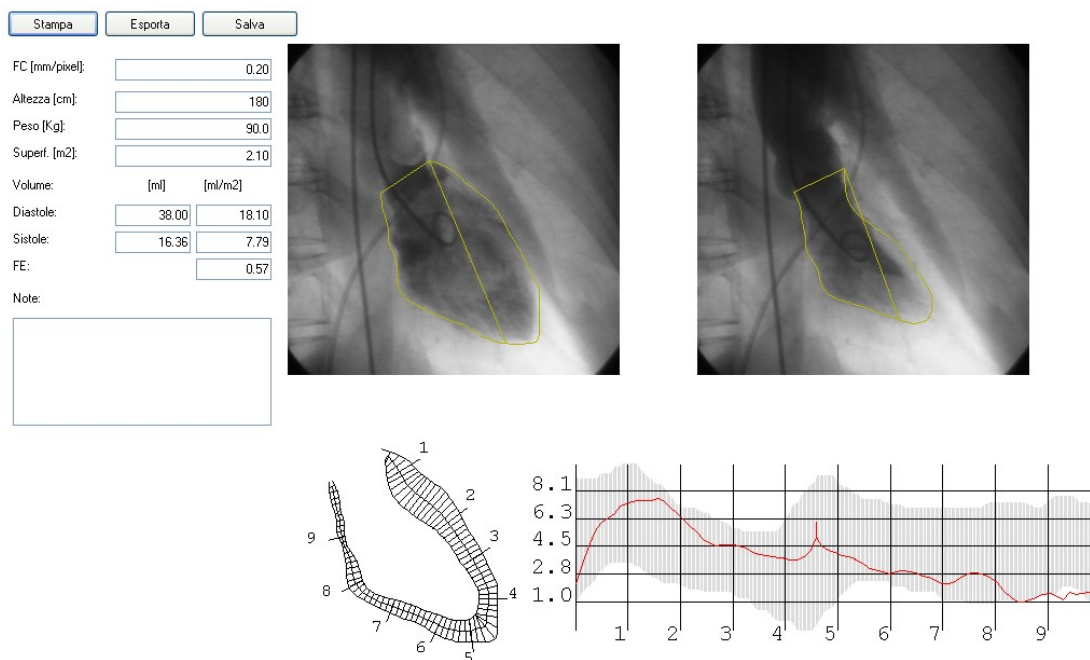 Stampa Esporta Salva
FC [mm/pixel]: 0.20
Altezza [cm]: 180
Peso [Kg]: 90.0
Superf. [m2]: 2.10
Volume: [ml] [ml/m2]
Diastole: 38.00 18.10
Sistole: 16.36 7.79
FE: 0.57
Note:
1
2
3
4
5
6
7
8
9
8.1
6.3
4.5
2.8
1.0
1 2 3 4 5 6 7 8 9